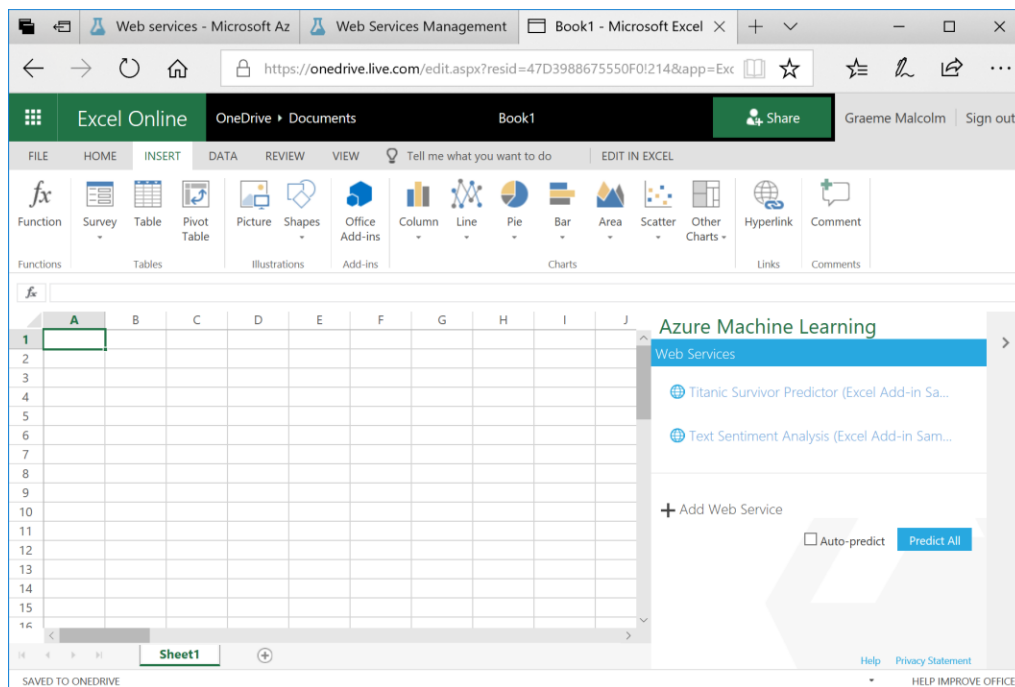 Web services - Microsoft Az
Web Services Management
Book1 - Microsoft Excel
https://onedrive.live.com/edit.aspx?resid=47D3988675550F0!214&app=Exc
Excel Online
OneDrive ▸ Documents
Book1
Share
Graeme Malcolm
Sign out
FILE HOME INSERT DATA REVIEW VIEW Tell me what you want to do EDIT IN EXCEL
Function
Survey
Table
Pivot
Table
Picture
Shapes
Office
Add-ins
Column
Line
Pie
Bar
Area
Scatter
Other
Charts
Hyperlink
Comment
Functions
Tables
Illustrations
Add-ins
Charts
Links
Comments
fx
A B C D E F G H I J
1
2
3
4
5
6
7
8
9
10
11
12
13
14
15
16
Azure Machine Learning
Web Services
Titanic Survivor Predictor (Excel Add-in Sa...
Text Sentiment Analysis (Excel Add-in Sam...
Add Web Service
Auto-predict
Predict All
Help
Privacy Statement
Sheet1
SAVED TO ONEDRIVE
HELP IMPROVE OFFICE